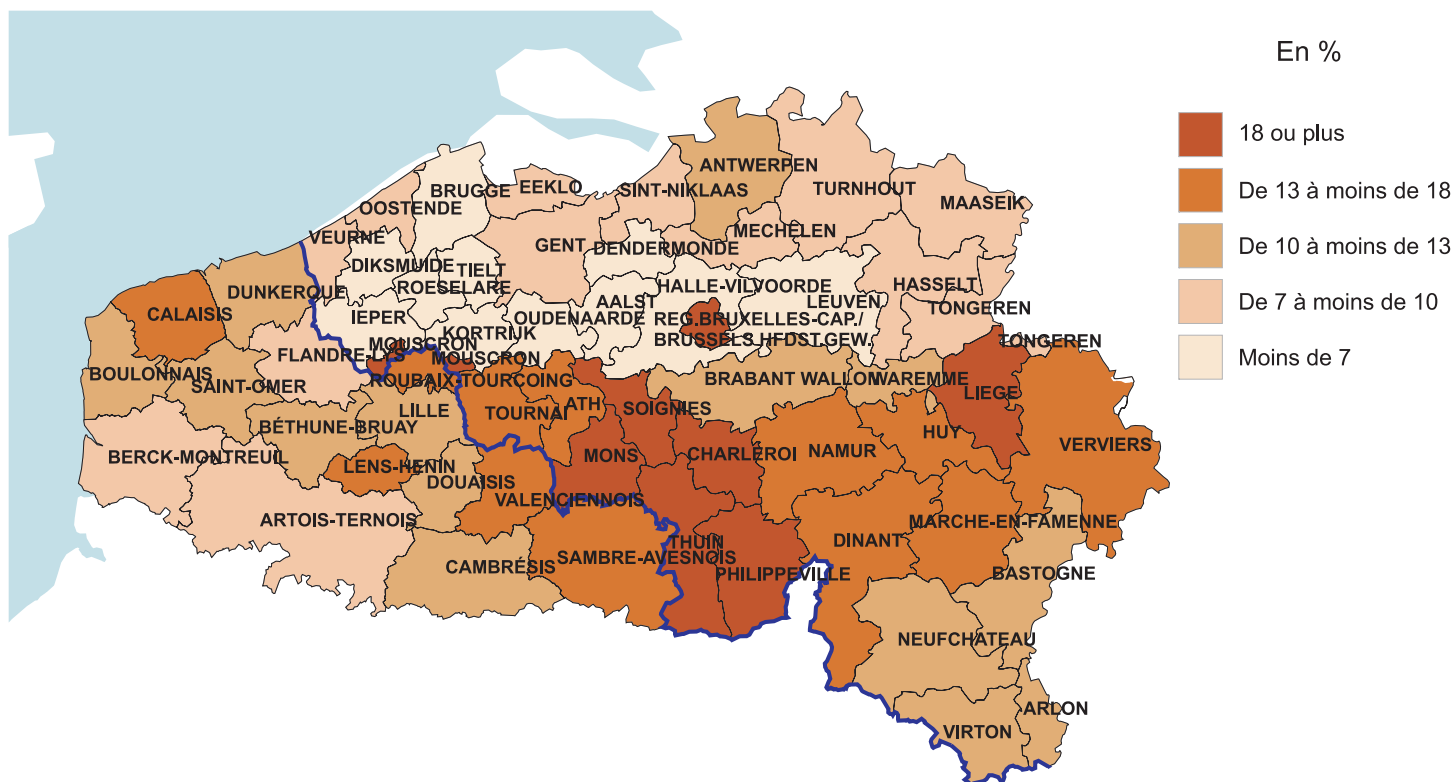 En %
18 ou plus
De 13 à moins de 18
De 10 à moins de 13
De 7 à moins de 10
Moins de 7
ANTWERPEN
BRUGGE
EEKLO
SINT-NIKLAAS
TURNHOUT
MAASEIK
OOSTENDE
VEURNE
GENT
DENDERMONDE
MECHELEN
DIKSMUIDE
TIELT
ROESELARE
HALLE-VILVOORDE
HASSELT
DUNKERQUE
CALAISIS
AALST
LEUVEN
TONGEREN
IEPER
OUDENAARDE
REG.BRUXELLES-CAP./
BRUSSELS HFDST.GEW.
KORTRIJK
MOUSCRON
MOUSCRON
TONGEREN
FLANDRE-LYS
BOULONNAIS
SAINT-OMER
ROUBAIX-TOURCOING
BRABANT WALLON
WAREMME
LIEGE
LILLE
TOURNAI
ATH
SOIGNIES
BÉTHUNE-BRUAY
HUY
VERVIERS
BERCK-MONTREUIL
LENS-HENIN
MONS
CHARLEROI
NAMUR
DOUAISIS
VALENCIENNOIS
ARTOIS-TERNOIS
MARCHE-EN-FAMENNE
THUIN
DINANT
CAMBRÉSIS
SAMBRE-AVESNOIS
PHILIPPEVILLE
BASTOGNE
NEUFCHATEAU
ARLON
VIRTON